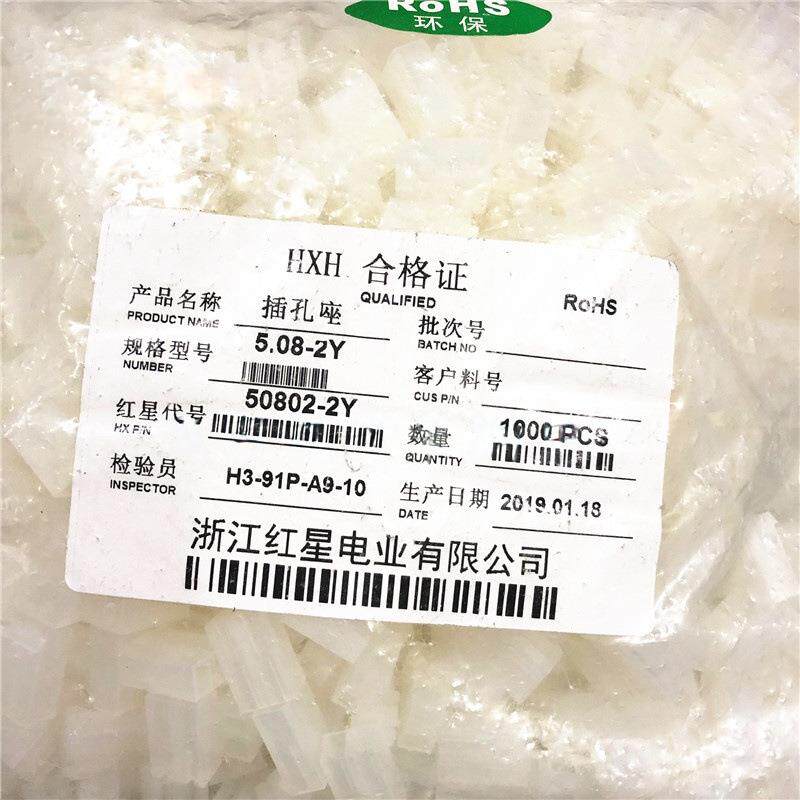 RoHS
环保
HXH 合格证
QUALIFIED
RoHS
产品名称 插孔座
PRODUCT NAME
批次号
BATCH NO
规格型号 5.08-2Y
NUMBER
客户料号
CUS P/N
红星代号 50802-2Y
HX P/N
数量 1000 PCS
QUANTITY
检验员 H3-91P-A9-10
INSPECTOR
生产日期 2019.01.18
DATE
浙江红星电业有限公司